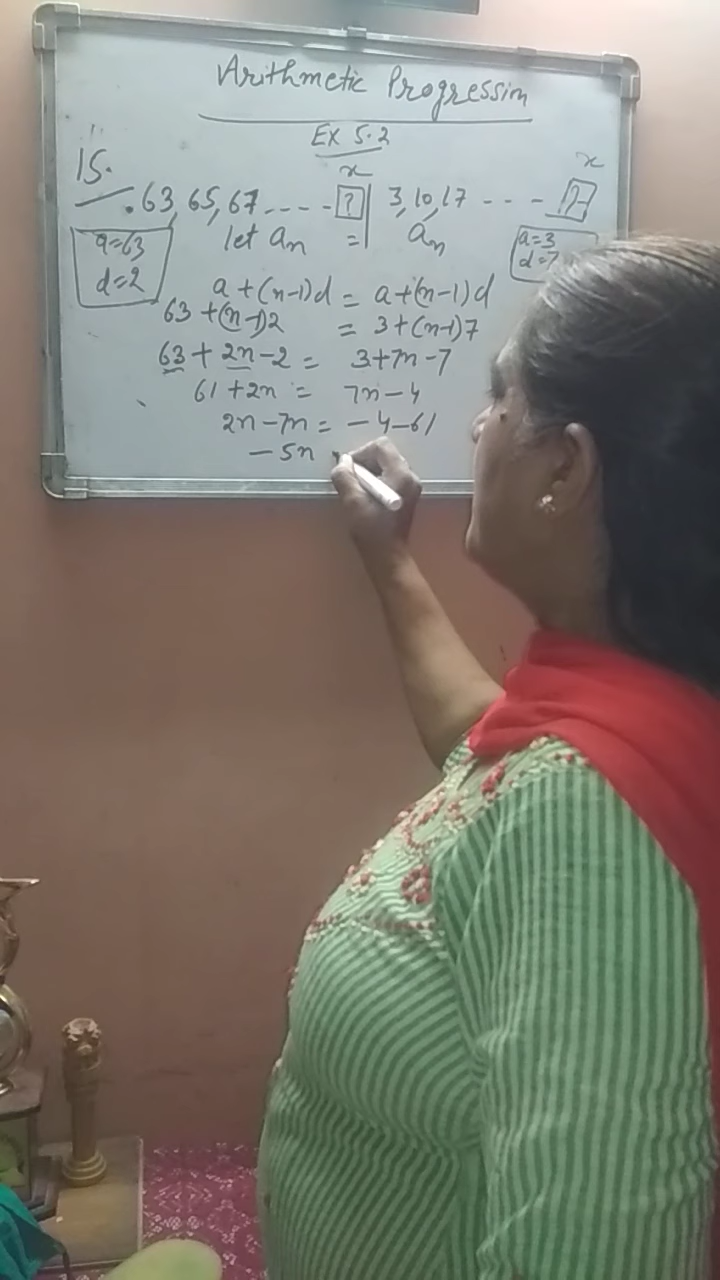 Arithmetic Progression
Ex 5.2
15.
x x
63, 65, 67 ---- ? | 3, 10, 17 --- - ?
let an = an
a=63
d=2
a=3
d=7
a+(n-1)d = a+(n-1)d
63+(n-1)2 = 3+(n-1)7
63+2n-2 = 3+7n-7
61+2n = 7n-4
2n-7n = -4-61
-5n